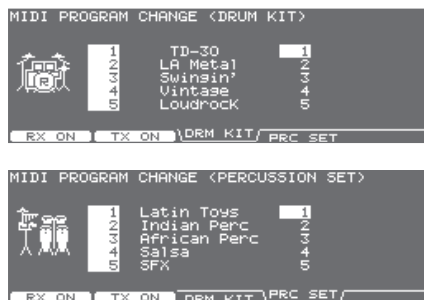 MIDI PROGRAM CHANGE <DRUM KIT>
1 TD-30 1
2 LA Metal 2
3 Swingin' 3
R
4 Vintage 4
5 Loudrock 5
RX ON TX ON DRM KIT PRC SET
MIDI PROGRAM CHANGE <PERCUSSION SET>
1 Latin Toys 1
2 Indian Perc 2
3 African Perc 3
4 Salsa 4
5 SFX 5
RX ON TX ON DRM KIT PRC SET